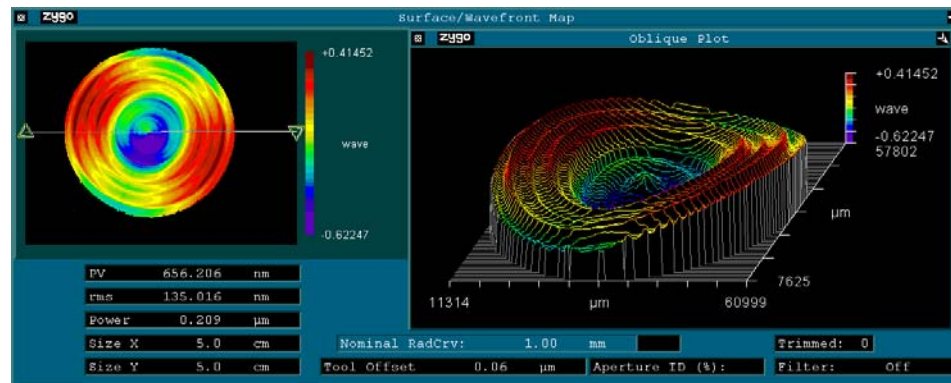 zygo Surface/Wavefront Map
+0.41452
wave
-0.62247
zygo Oblique Plot
+0.41452
wave
-0.62247
57802
µm
7625
11314 µm 60999
PV 656.206 nm
rms 135.016 nm
Power 0.209 µm
Size X 5.0 cm
Size Y 5.0 cm
Nominal RadCrv: 1.00 mm
Trimmed: 0
Tool Offset 0.06 µm
Aperture ID (%):
Filter: Off